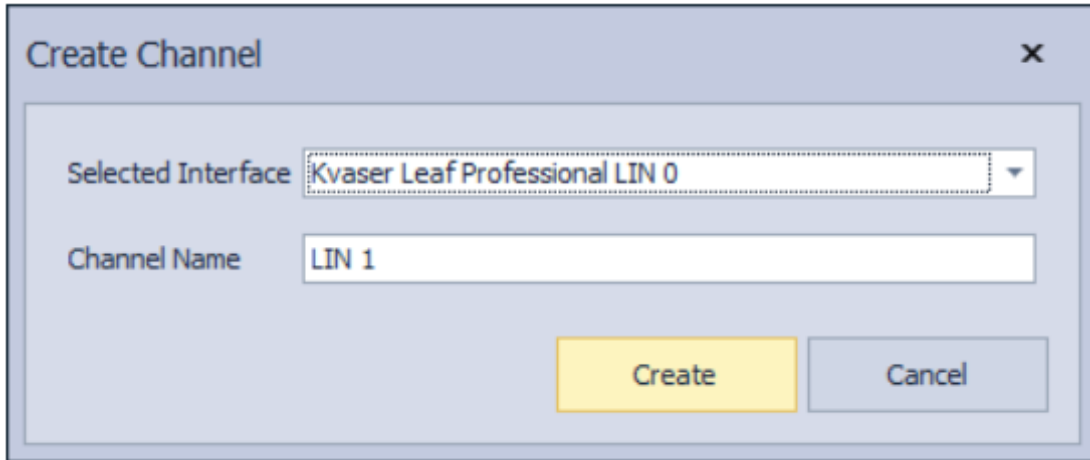 Create Channel
Selected Interface Kvaser Leaf Professional LIN 0
Channel Name LIN 1
Create Cancel